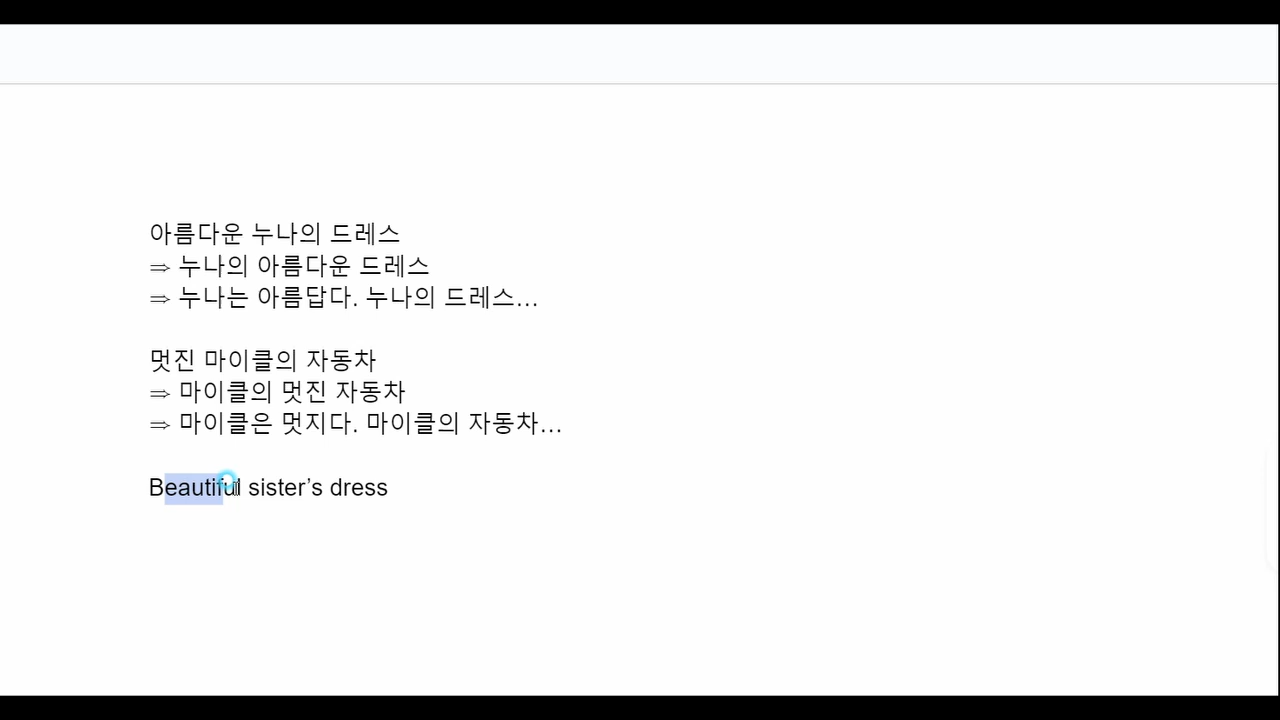 아름다운 누나의 드레스
⇒ 누나의 아름다운 드레스
⇒ 누나는 아름답다. 누나의 드레스...
멋진 마이클의 자동차
⇒ 마이클의 멋진 자동차
⇒ 마이클은 멋지다. 마이클의 자동차...
Beautiful sister’s dress